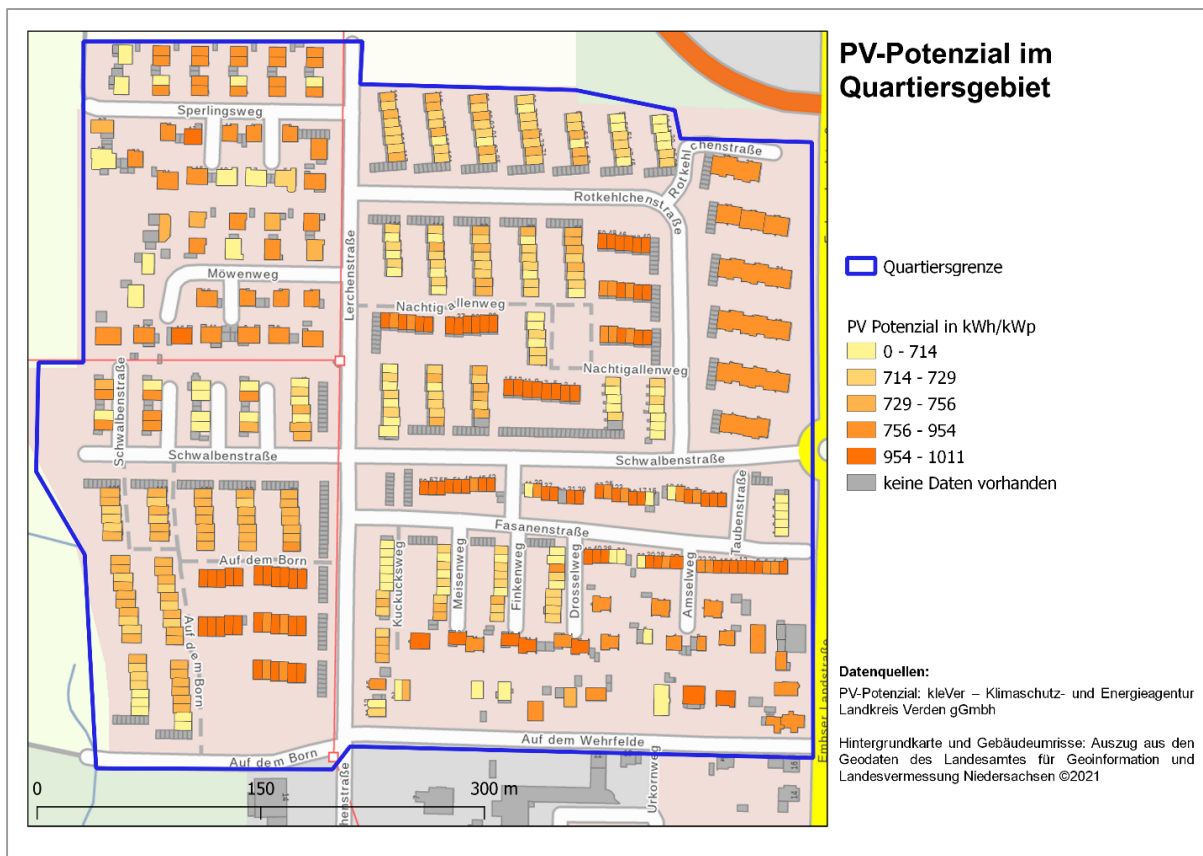 PV-Potenzial im
Quartiersgebiet
Quartiersgrenze
PV Potenzial in kWh/kWp
0 - 714
714 - 729
729 - 756
756 - 954
954 - 1011
keine Daten vorhanden
Datenquellen:
PV-Potenzial: kleVer – Klimaschutz- und Energieagentur
Landkreis Verden gGmbh
Hintergrundkarte und Gebäudeumrisse: Auszug aus den
Geodaten des Landesamtes für Geoinformation und
Landesvermessung Niedersachsen ©2021
Sperlingsweg
Rotkehlchenstraße
Rotkehlchenstraße
Möwenweg
Lerchenstraße
Nachtigallenweg
Nachtigallenweg
Schwalbenstraße
Schwalbenstraße
Schwalbenstraße
Fasanenstraße
Taubenstraße
Auf dem Born
Kuckucksweg
Meisenweg
Finkenweg
Drosselweg
Amselweg
Auf dem Born
Auf dem Wehrfelde
Auf dem Born
Embser Landstraße
chenstraße
Urkornweg
14
16
14
0
150
300 m